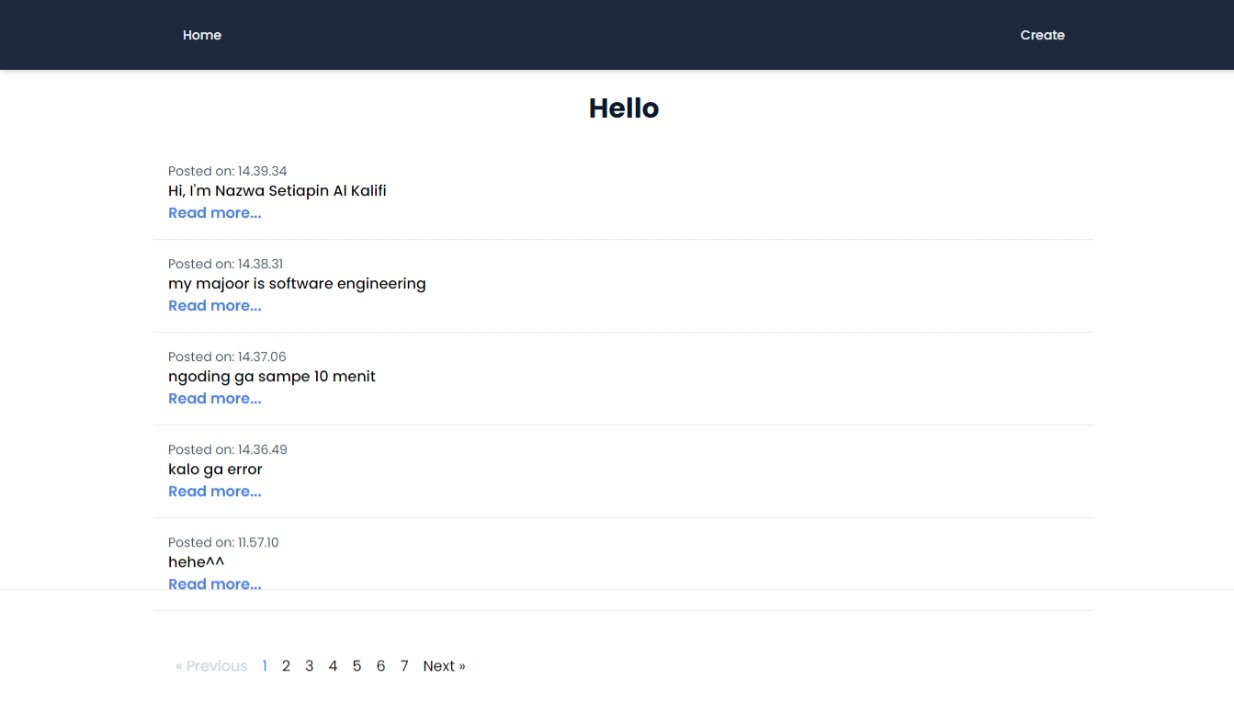 Home Create
Hello
Posted on: 14.39.34
Hi, I'm Nazwa Setiapin Al Kalifi
Read more...
Posted on: 14.38.31
my majoor is software engineering
Read more...
Posted on: 14.37.06
ngoding ga sampe 10 menit
Read more...
Posted on: 14.36.49
kalo ga error
Read more...
Posted on: 11.57.10
hehe^^
Read more...
« Previous 1 2 3 4 5 6 7 Next »